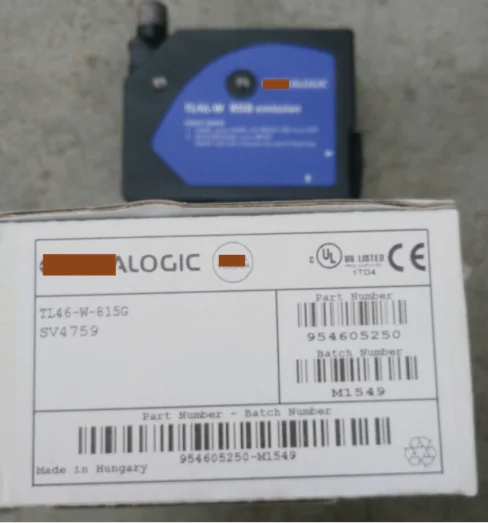 ALOGIC
TL46-W 815G
ALOGIC
C UL US LISTED
1TD4
CE
TL46-W-815G
SV4759
Part Number
954605250
Batch Number
M1549
Part Number - Batch Number
954605250-M1549
Made in Hungary